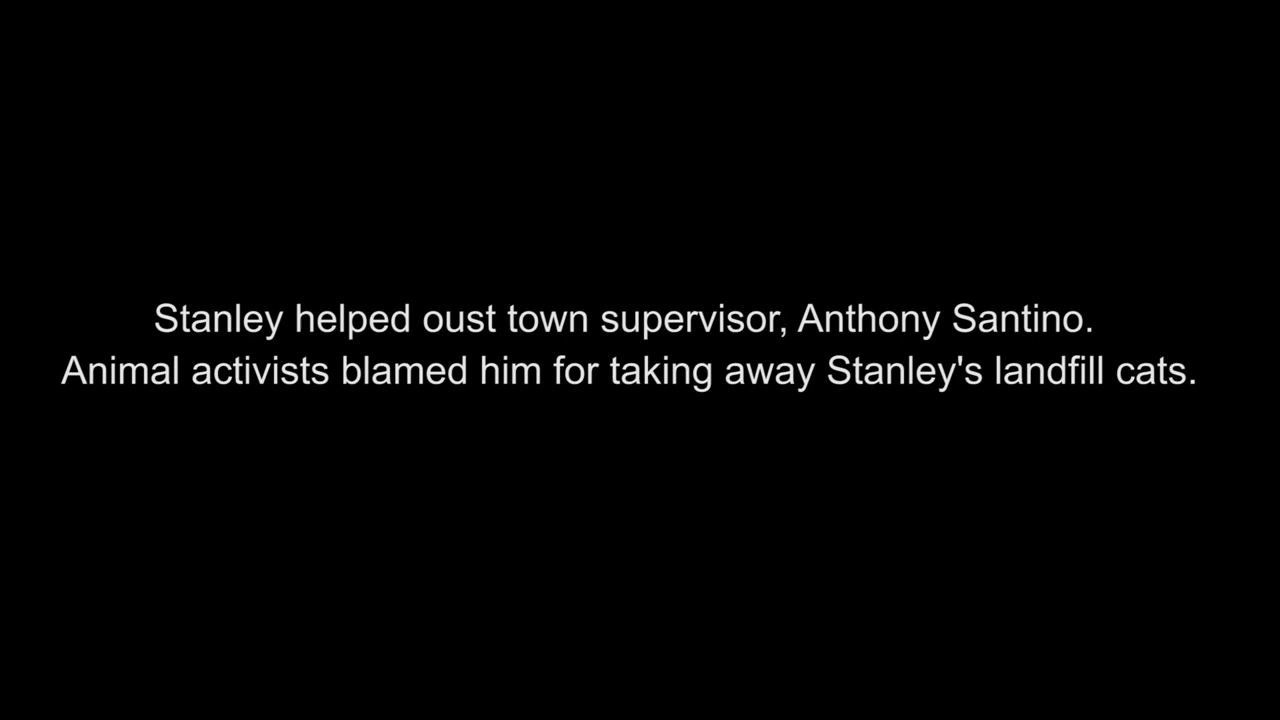 Stanley helped oust town supervisor, Anthony Santino.
Animal activists blamed him for taking away Stanley's landfill cats.